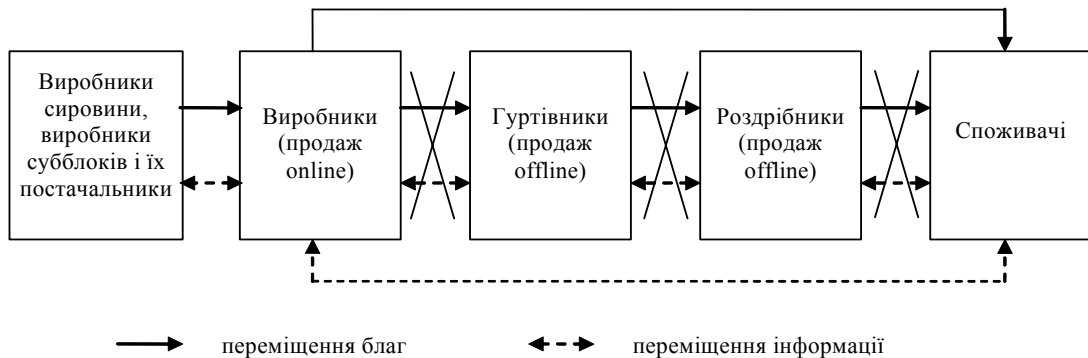 Виробники
сировини,
виробники
субблоків і їх
постачальники
Виробники
(продаж
online)
Гуртівники
(продаж
offline)
Роздрібники
(продаж
offline)
Споживачі
переміщення благ
переміщення інформації